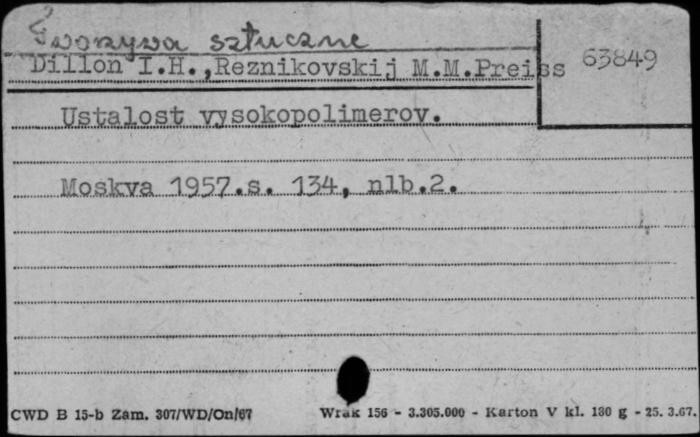 Tworzywa sztuczne
63849
Dillon I.H.,Reznikovskij M.M.Preiss
Ustalost vysokopolimerov.
Moskva 1957.s. 134, nlb.2.
CWD B 15-b Zam. 307/WD/On/67 Wrak 156 - 3.305.000 - Karton V kl. 180 g - 25. 3.67.